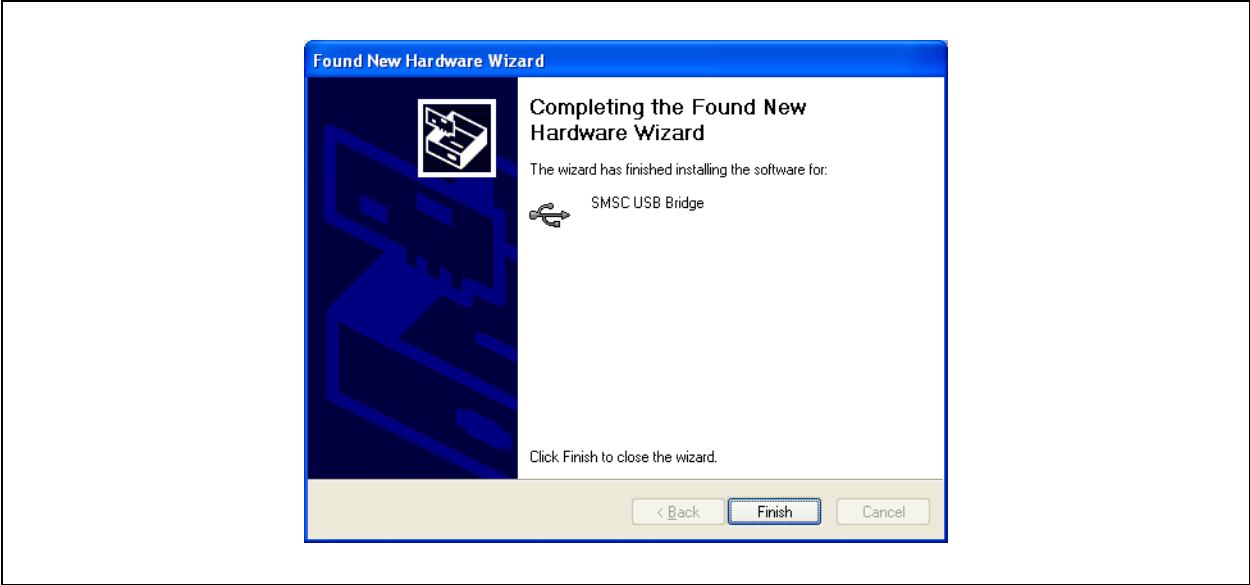 Found New Hardware Wizard
Completing the Found New
Hardware Wizard
The wizard has finished installing the software for:
SMSC USB Bridge
Click Finish to close the wizard.
< Back
Finish
Cancel